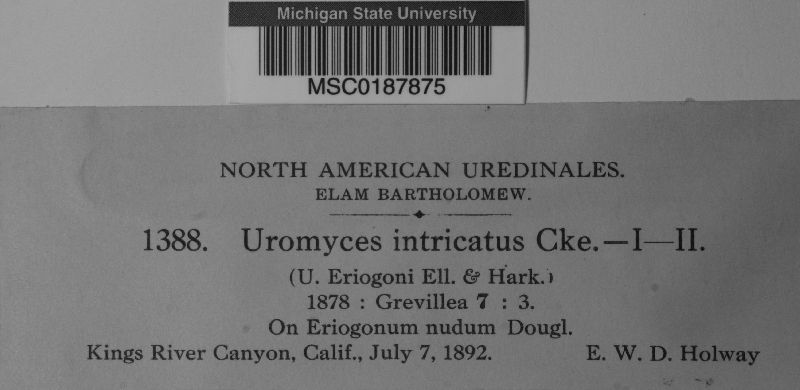 Michigan State University
MSC0187875
NORTH AMERICAN UREDINALES.
ELAM BARTHOLOMEW.
1388. Uromyces intricatus Cke.—I—II.
(U. Eriogoni Ell. & Hark.)
1878 : Grevillea 7 : 3.
On Eriogonum nudum Dougl.
Kings River Canyon, Calif., July 7, 1892. E. W. D. Holway